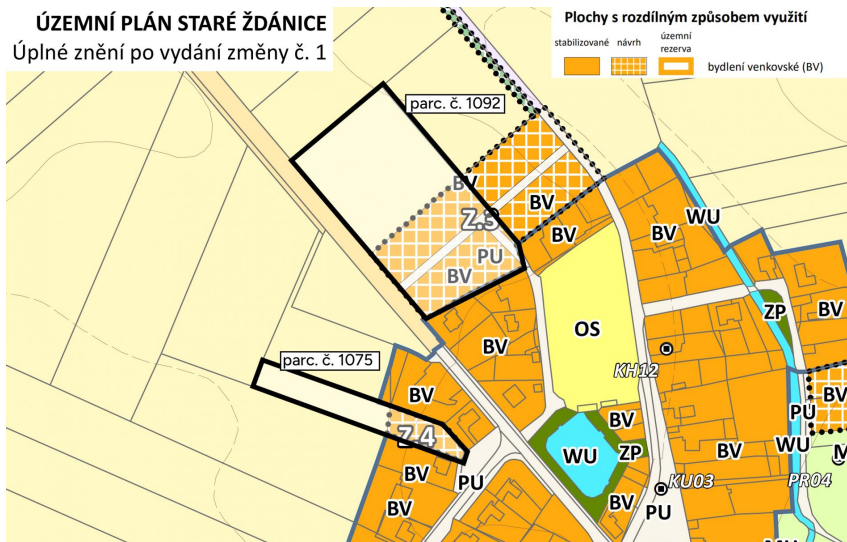 ÚZEMNÍ PLÁN STARÉ ŽDÁNICE
Úplné znění po vydání změny č. 1
Plochy s rozdílným způsobem využití
stabilizované návrh územní rezerva
bydlení venkovské (BV)
parc. č. 1092
BV
Z.3
BV
BV
PU
BV
BV
WU
BV
ZP
BV
OS
BV
KH12
parc. č. 1075
BV
Z.4
BV
BV
PU
WU
BV
ZP
BV
KU03
PU
BV
PU
BV
WU
PR04